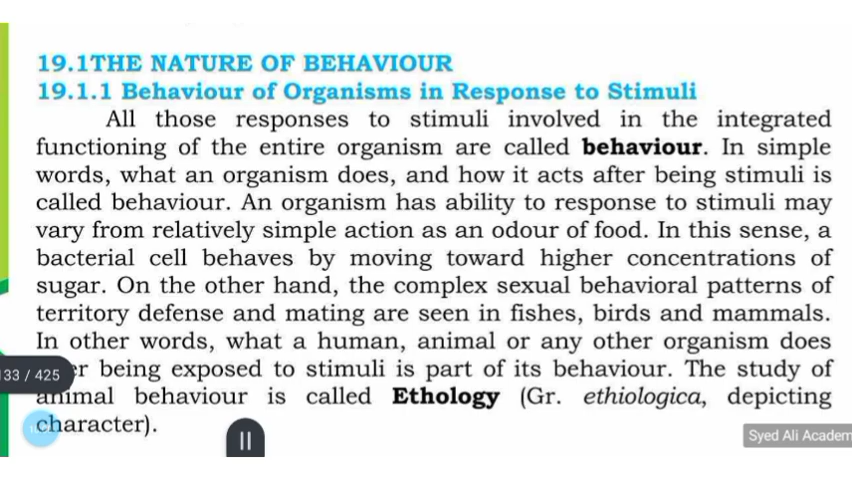 19.1THE NATURE OF BEHAVIOUR
19.1.1 Behaviour of Organisms in Response to Stimuli
All those responses to stimuli involved in the integrated
functioning of the entire organism are called behaviour. In simple
words, what an organism does, and how it acts after being stimuli is
called behaviour. An organism has ability to response to stimuli may
vary from relatively simple action as an odour of food. In this sense, a
bacterial cell behaves by moving toward higher concentrations of
sugar. On the other hand, the complex sexual behavioral patterns of
territory defense and mating are seen in fishes, birds and mammals.
In other words, what a human, animal or any other organism does
being exposed to stimuli is part of its behaviour. The study of
33 / 425
animal behaviour is called Ethology (Gr. ethiologica, depicting
character).
Syed Ali Academ